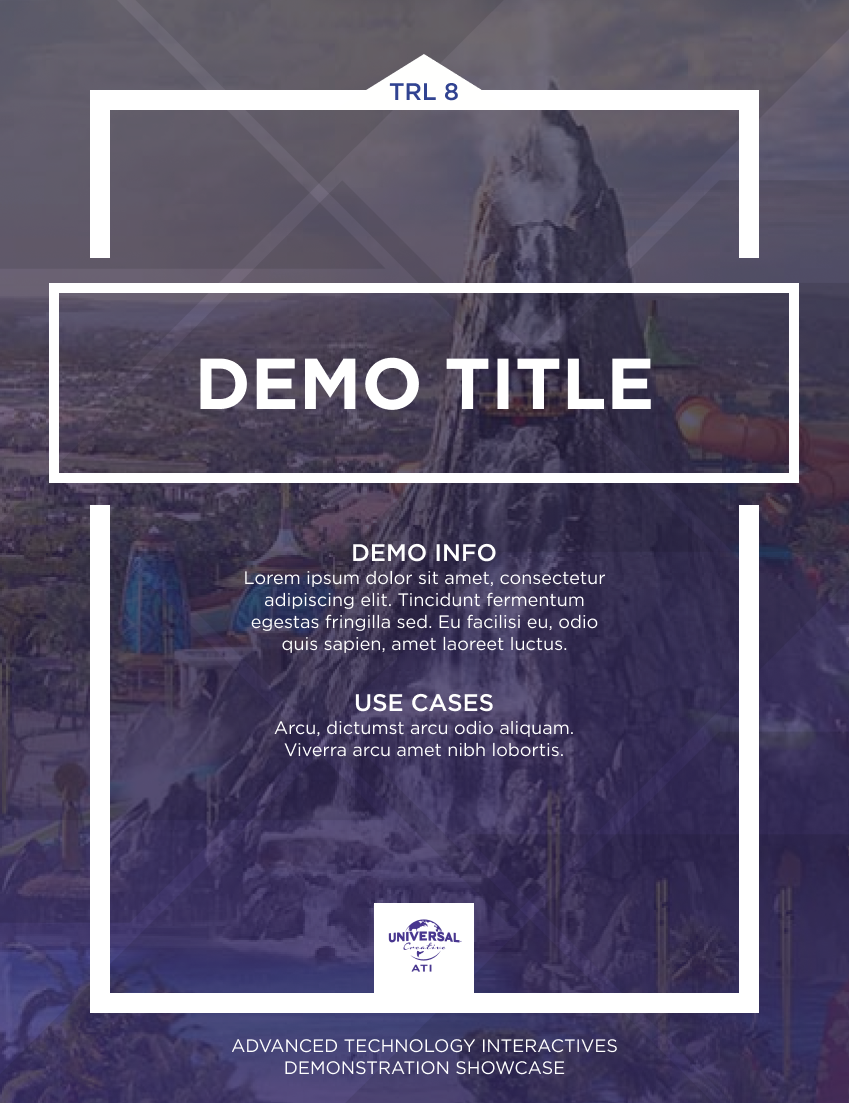 TRL 8
DEMO TITLE
DEMO INFO
Lorem ipsum dolor sit amet, consectetur
adipiscing elit. Tincidunt fermentum
egestas fringilla sed. Eu facilisi eu, odio
quis sapien, amet laoreet luctus.
USE CASES
Arcu, dictumst arcu odio aliquam.
Viverra arcu amet nibh lobortis.
UNIVERSAL
Creative
ATI
ADVANCED TECHNOLOGY INTERACTIVES
DEMONSTRATION SHOWCASE